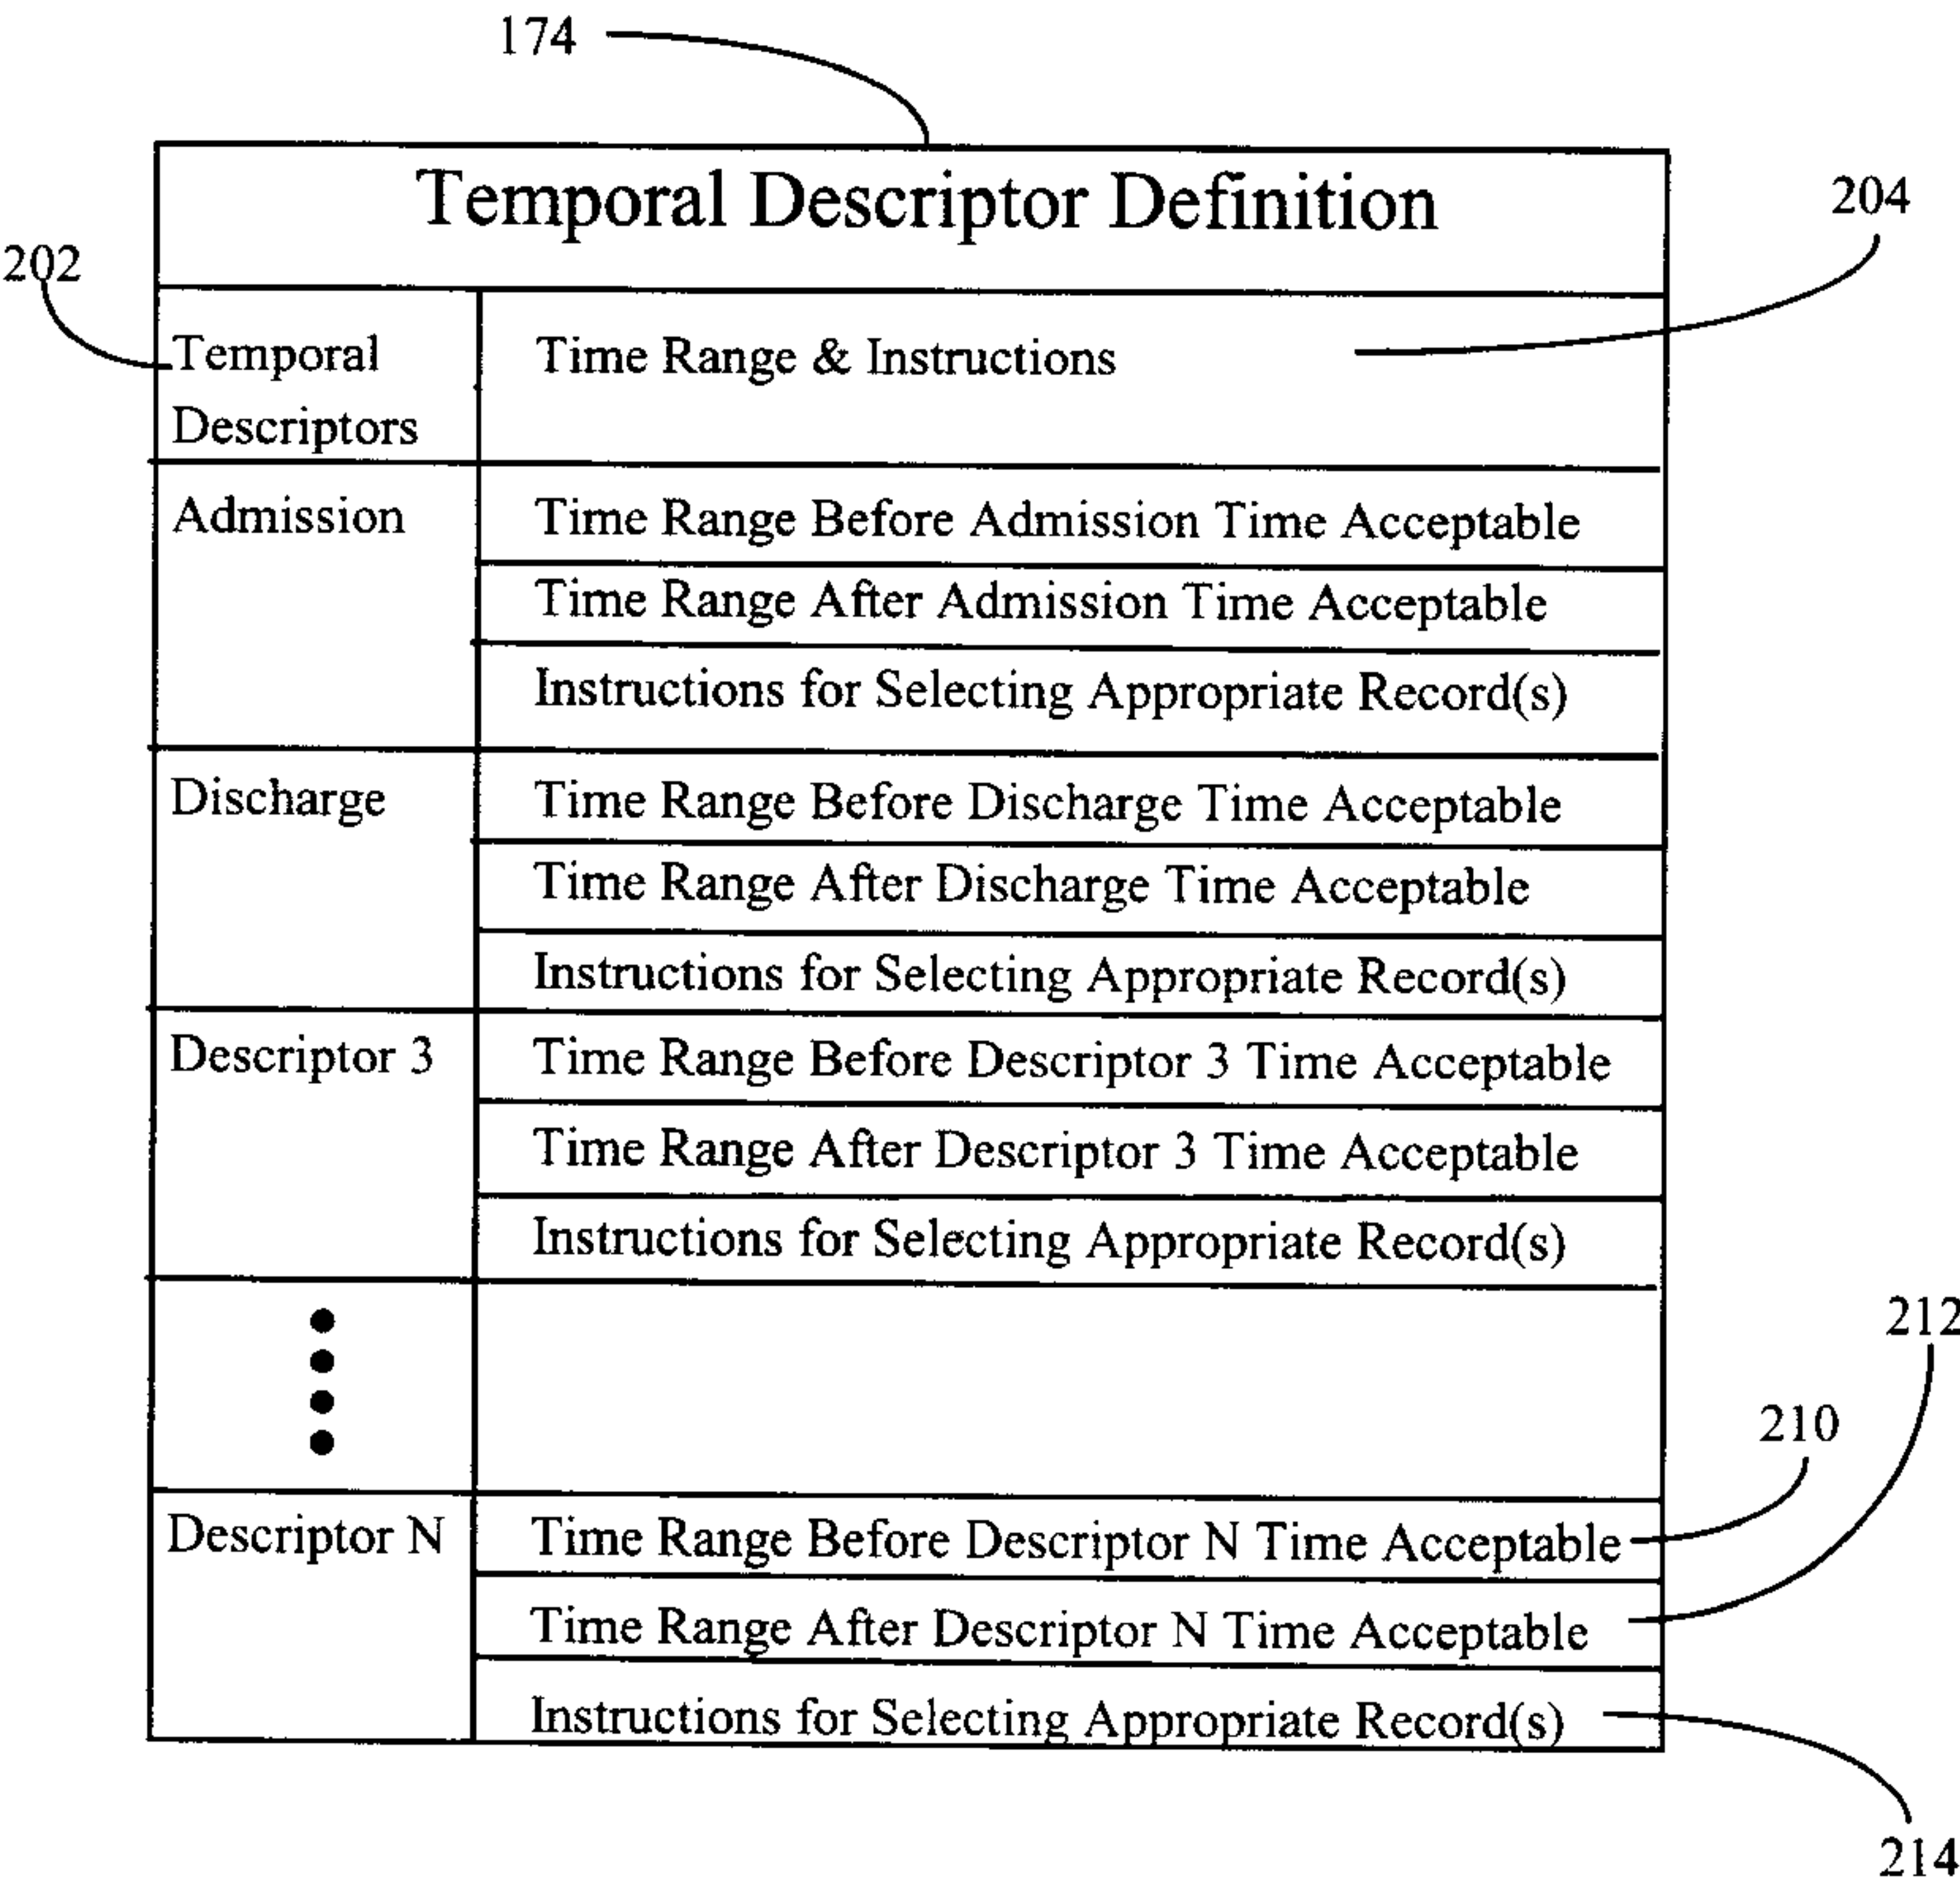 174
Temporal Descriptor Definition
204
202
Temporal
Descriptors
Time Range & Instructions
Admission
Time Range Before Admission Time Acceptable
Time Range After Admission Time Acceptable
Instructions for Selecting Appropriate Record(s)
Discharge
Time Range Before Discharge Time Acceptable
Time Range After Discharge Time Acceptable
Instructions for Selecting Appropriate Record(s)
Descriptor 3
Time Range Before Descriptor 3 Time Acceptable
Time Range After Descriptor 3 Time Acceptable
Instructions for Selecting Appropriate Record(s)
212
210
Descriptor N
Time Range Before Descriptor N Time Acceptable
Time Range After Descriptor N Time Acceptable
Instructions for Selecting Appropriate Record(s)
214